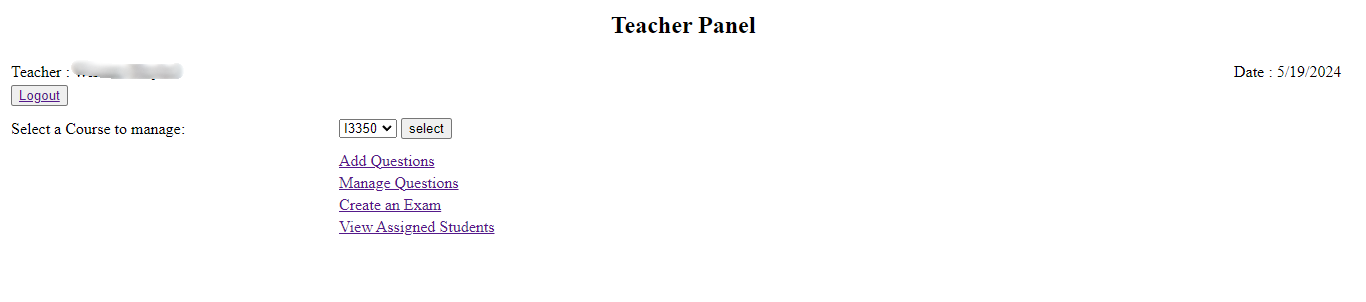 Teacher Panel
Teacher :
Date : 5/19/2024
Logout
Select a Course to manage: I3350 select
Add Questions
Manage Questions
Create an Exam
View Assigned Students